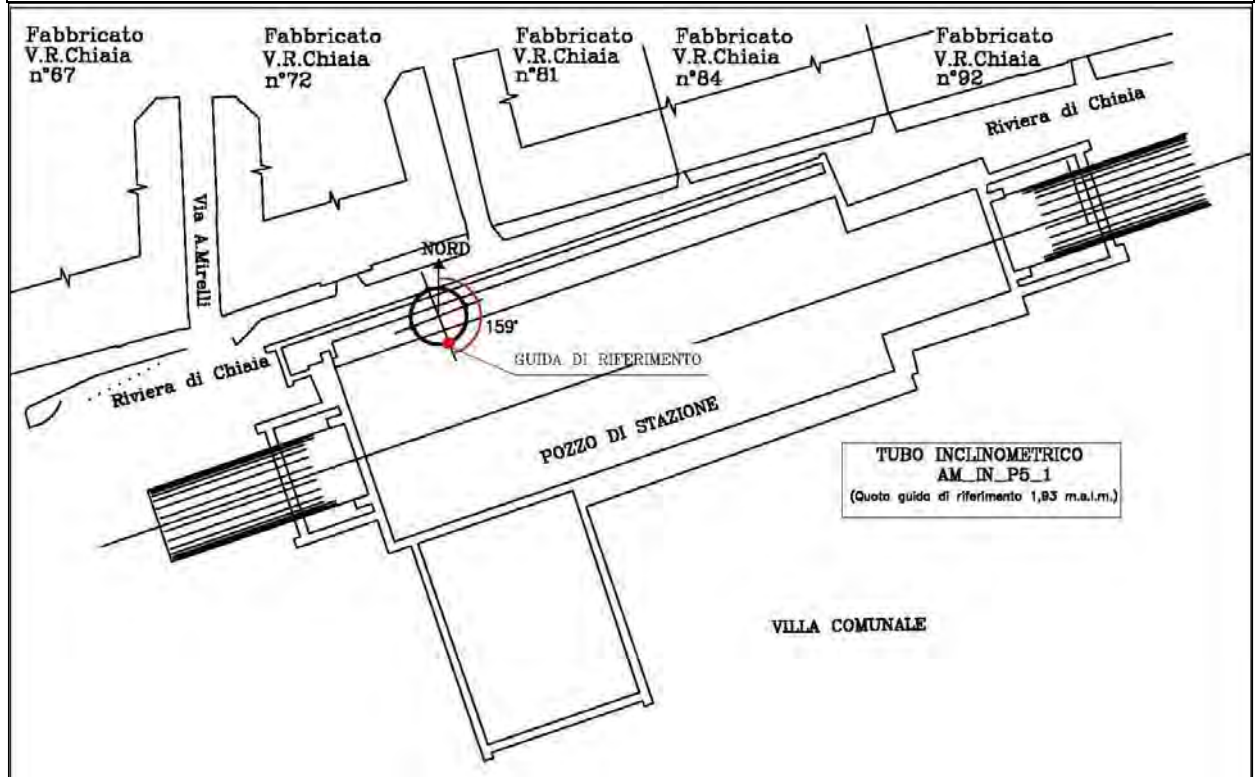 Fabbricato
V.R.Chiaia
n°67
Fabbricato
V.R.Chiaia
n°72
Fabbricato
V.R.Chiaia
n°81
Fabbricato
V.R.Chiaia
n°84
Fabbricato
V.R.Chiaia
n°92
Riviera di Chiaia
Via A.Mirelli
NORD
159°
GUIDA DI RIFERIMENTO
Riviera di Chiaia
POZZO DI STAZIONE
TUBO INCLINOMETRICO
AM_IN_P5_1
(Quota guida di riferimento 1,93 m.s.l.m.)
VILLA COMUNALE